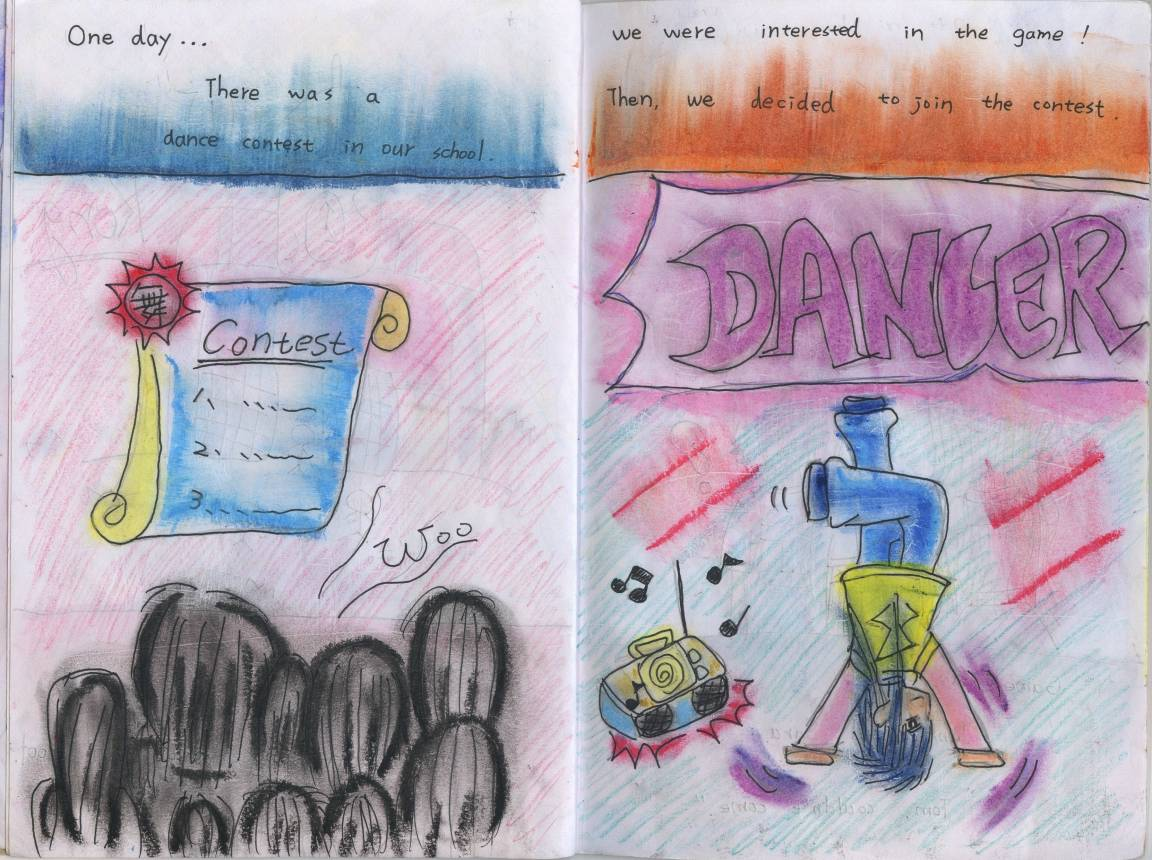 One day...
There was a
dance contest in our school.
Contest
1.
2.
3.
Woo
we were interested in the game!
Then, we decided to join the contest.
DANCER